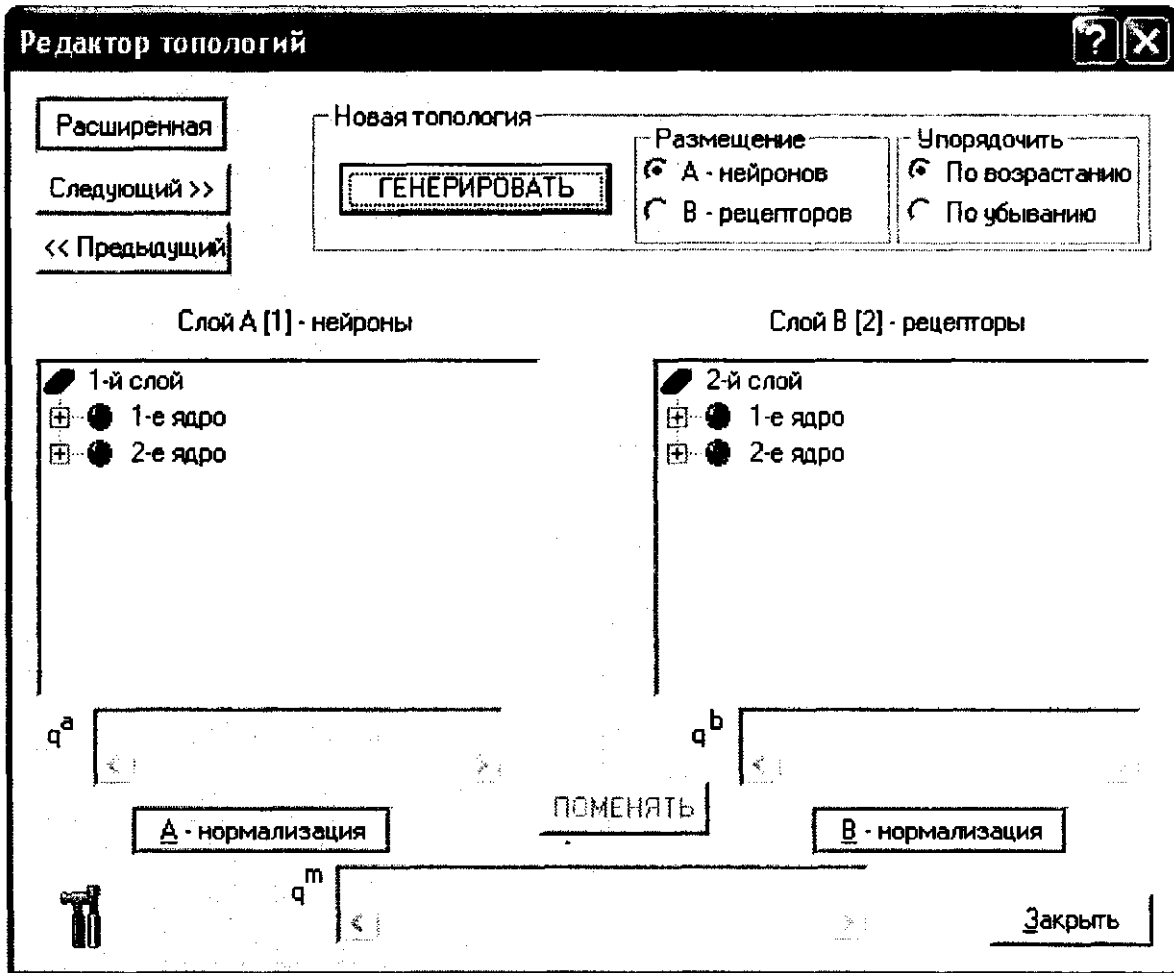 Редактор топологий
Расширенная
Следующий >>
<< Предыдущий
Новая топология
ГЕНЕРИРОВАТЬ
Размещение
А - нейронов
В - рецепторов
Упорядочить
По возрастанию
По убыванию
Слой А [1] - нейроны
Слой В [2] - рецепторы
1-й слой
1-е ядро
2-е ядро
2-й слой
1-е ядро
2-е ядро
q^a
q^b
ПОМЕНЯТЬ
А - нормализация
В - нормализация
q^m
Закрыть